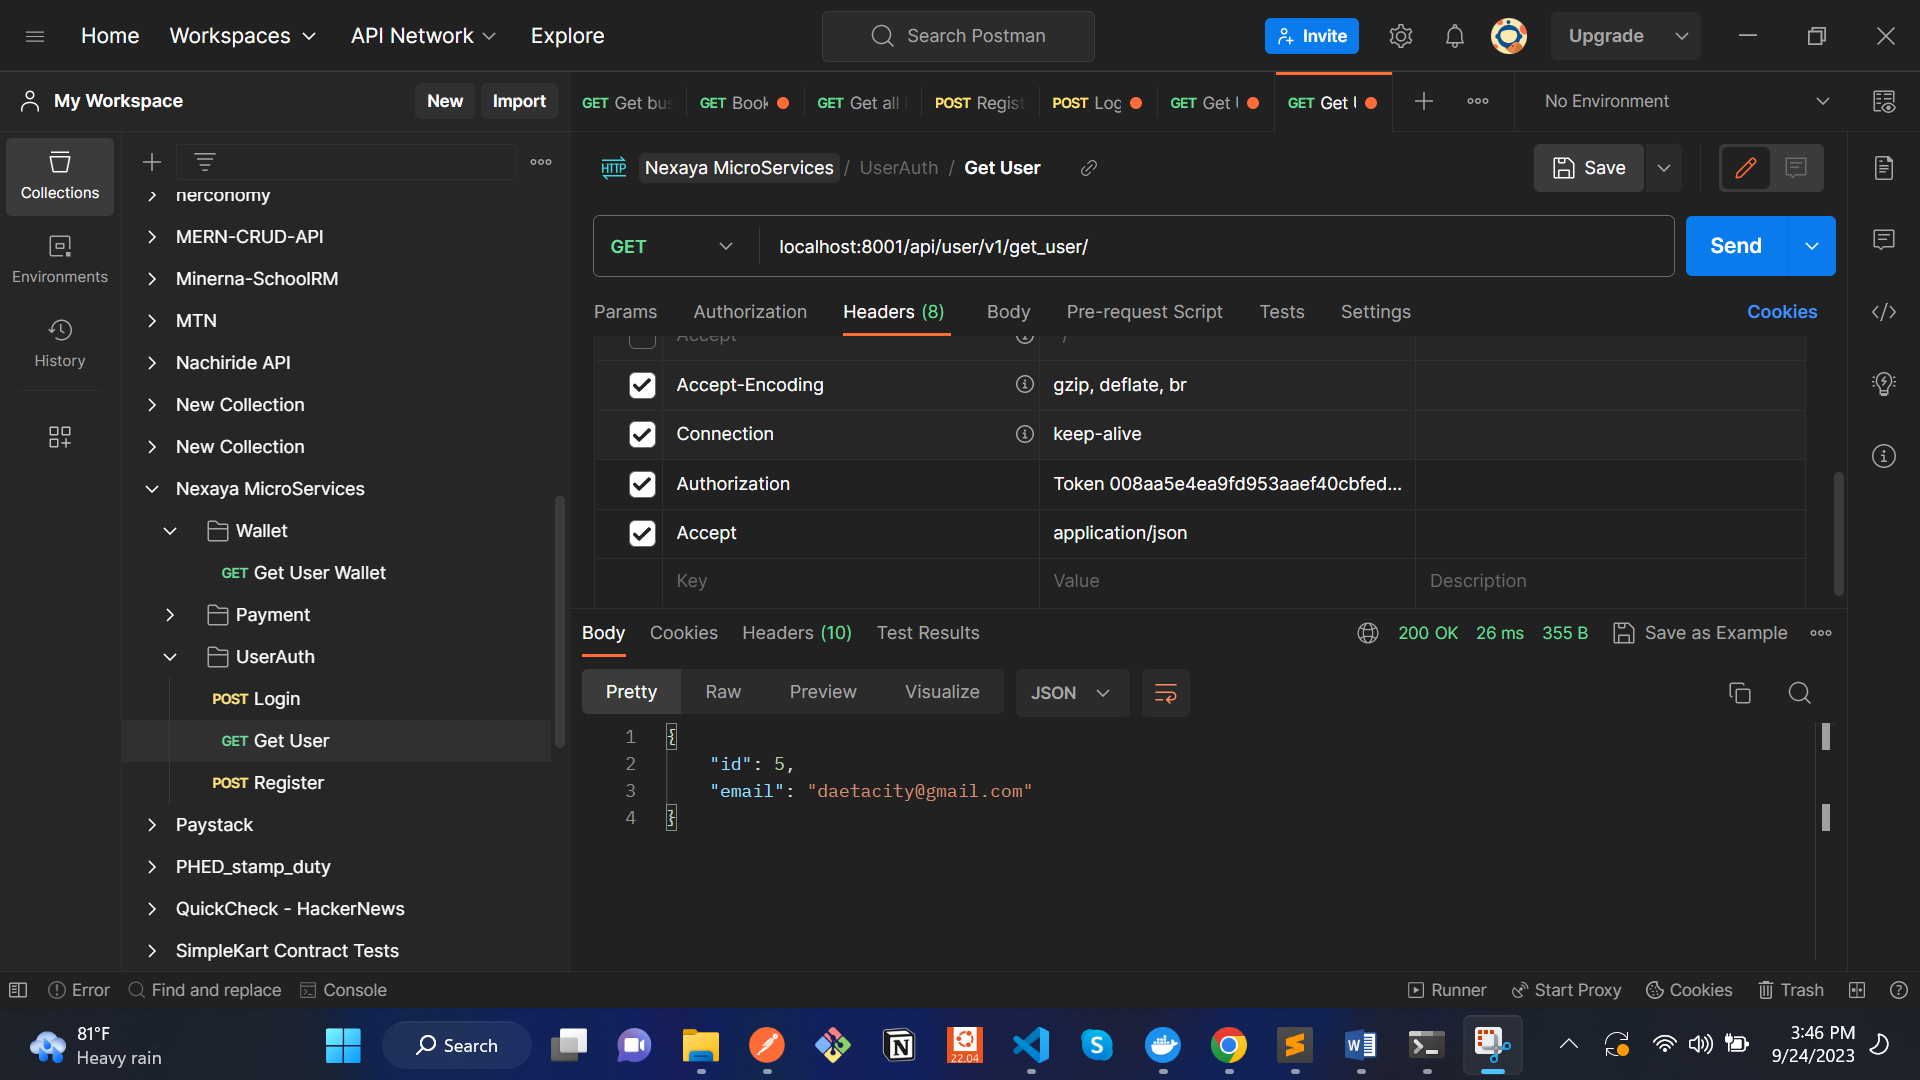 Home Workspaces API Network Explore Search Postman Invite Upgrade
My Workspace New Import
GET Get bus GET Book GET Get all POST Regist POST Log GET Get GET Get No Environment
Collections
Environments
History
nerconomy
MERN-CRUD-API
Minerna-SchoolRM
MTN
Nachiride API
New Collection
New Collection
Nexaya MicroServices
Wallet
GET Get User Wallet
Payment
UserAuth
POST Login
GET Get User
POST Register
Paystack
PHED_stamp_duty
QuickCheck - HackerNews
SimpleKart Contract Tests
HTTP Nexaya MicroServices / UserAuth / Get User Save
GET localhost:8001/api/user/v1/get_user/ Send
Params Authorization Headers (8) Body Pre-request Script Tests Settings Cookies
Accept */*
Accept-Encoding gzip, deflate, br
Connection keep-alive
Authorization Token 008aa5e4ea9fd953aaef40cbfed...
Accept application/json
Key Value Description
Body Cookies Headers (10) Test Results 200 OK 26 ms 355 B Save as Example
Pretty Raw Preview Visualize JSON
1 {
2 "id": 5,
3 "email": "daetacity@gmail.com"
4 }
Error Find and replace Console Runner Start Proxy Cookies Trash
81°F
Heavy rain
Search
22.04
3:46 PM
9/24/2023